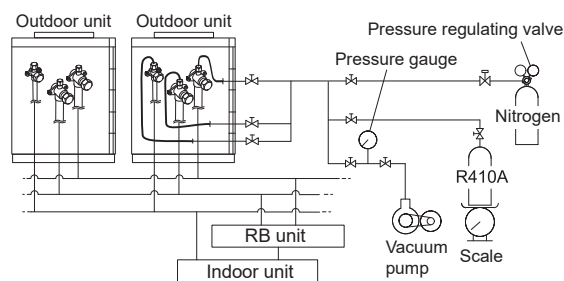 Outdoor unit
Outdoor unit
Pressure regulating valve
Pressure gauge
Nitrogen
R410A
RB unit
Vacuum
pump
Scale
Indoor unit